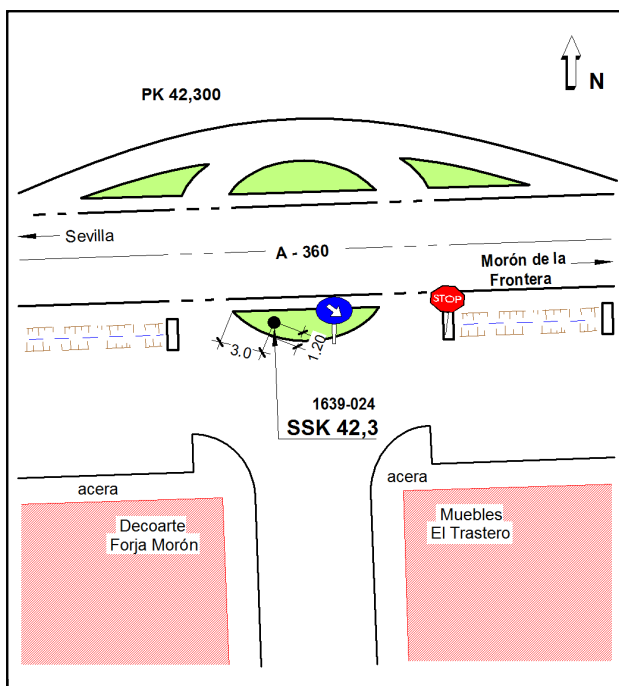 N
PK 42,300
Sevilla
A - 360
Morón de la
Frontera
STOP
3.0
1.20
1639-024
SSK 42,3
acera
acera
Decoarte
Forja Morón
Muebles
El Trastero